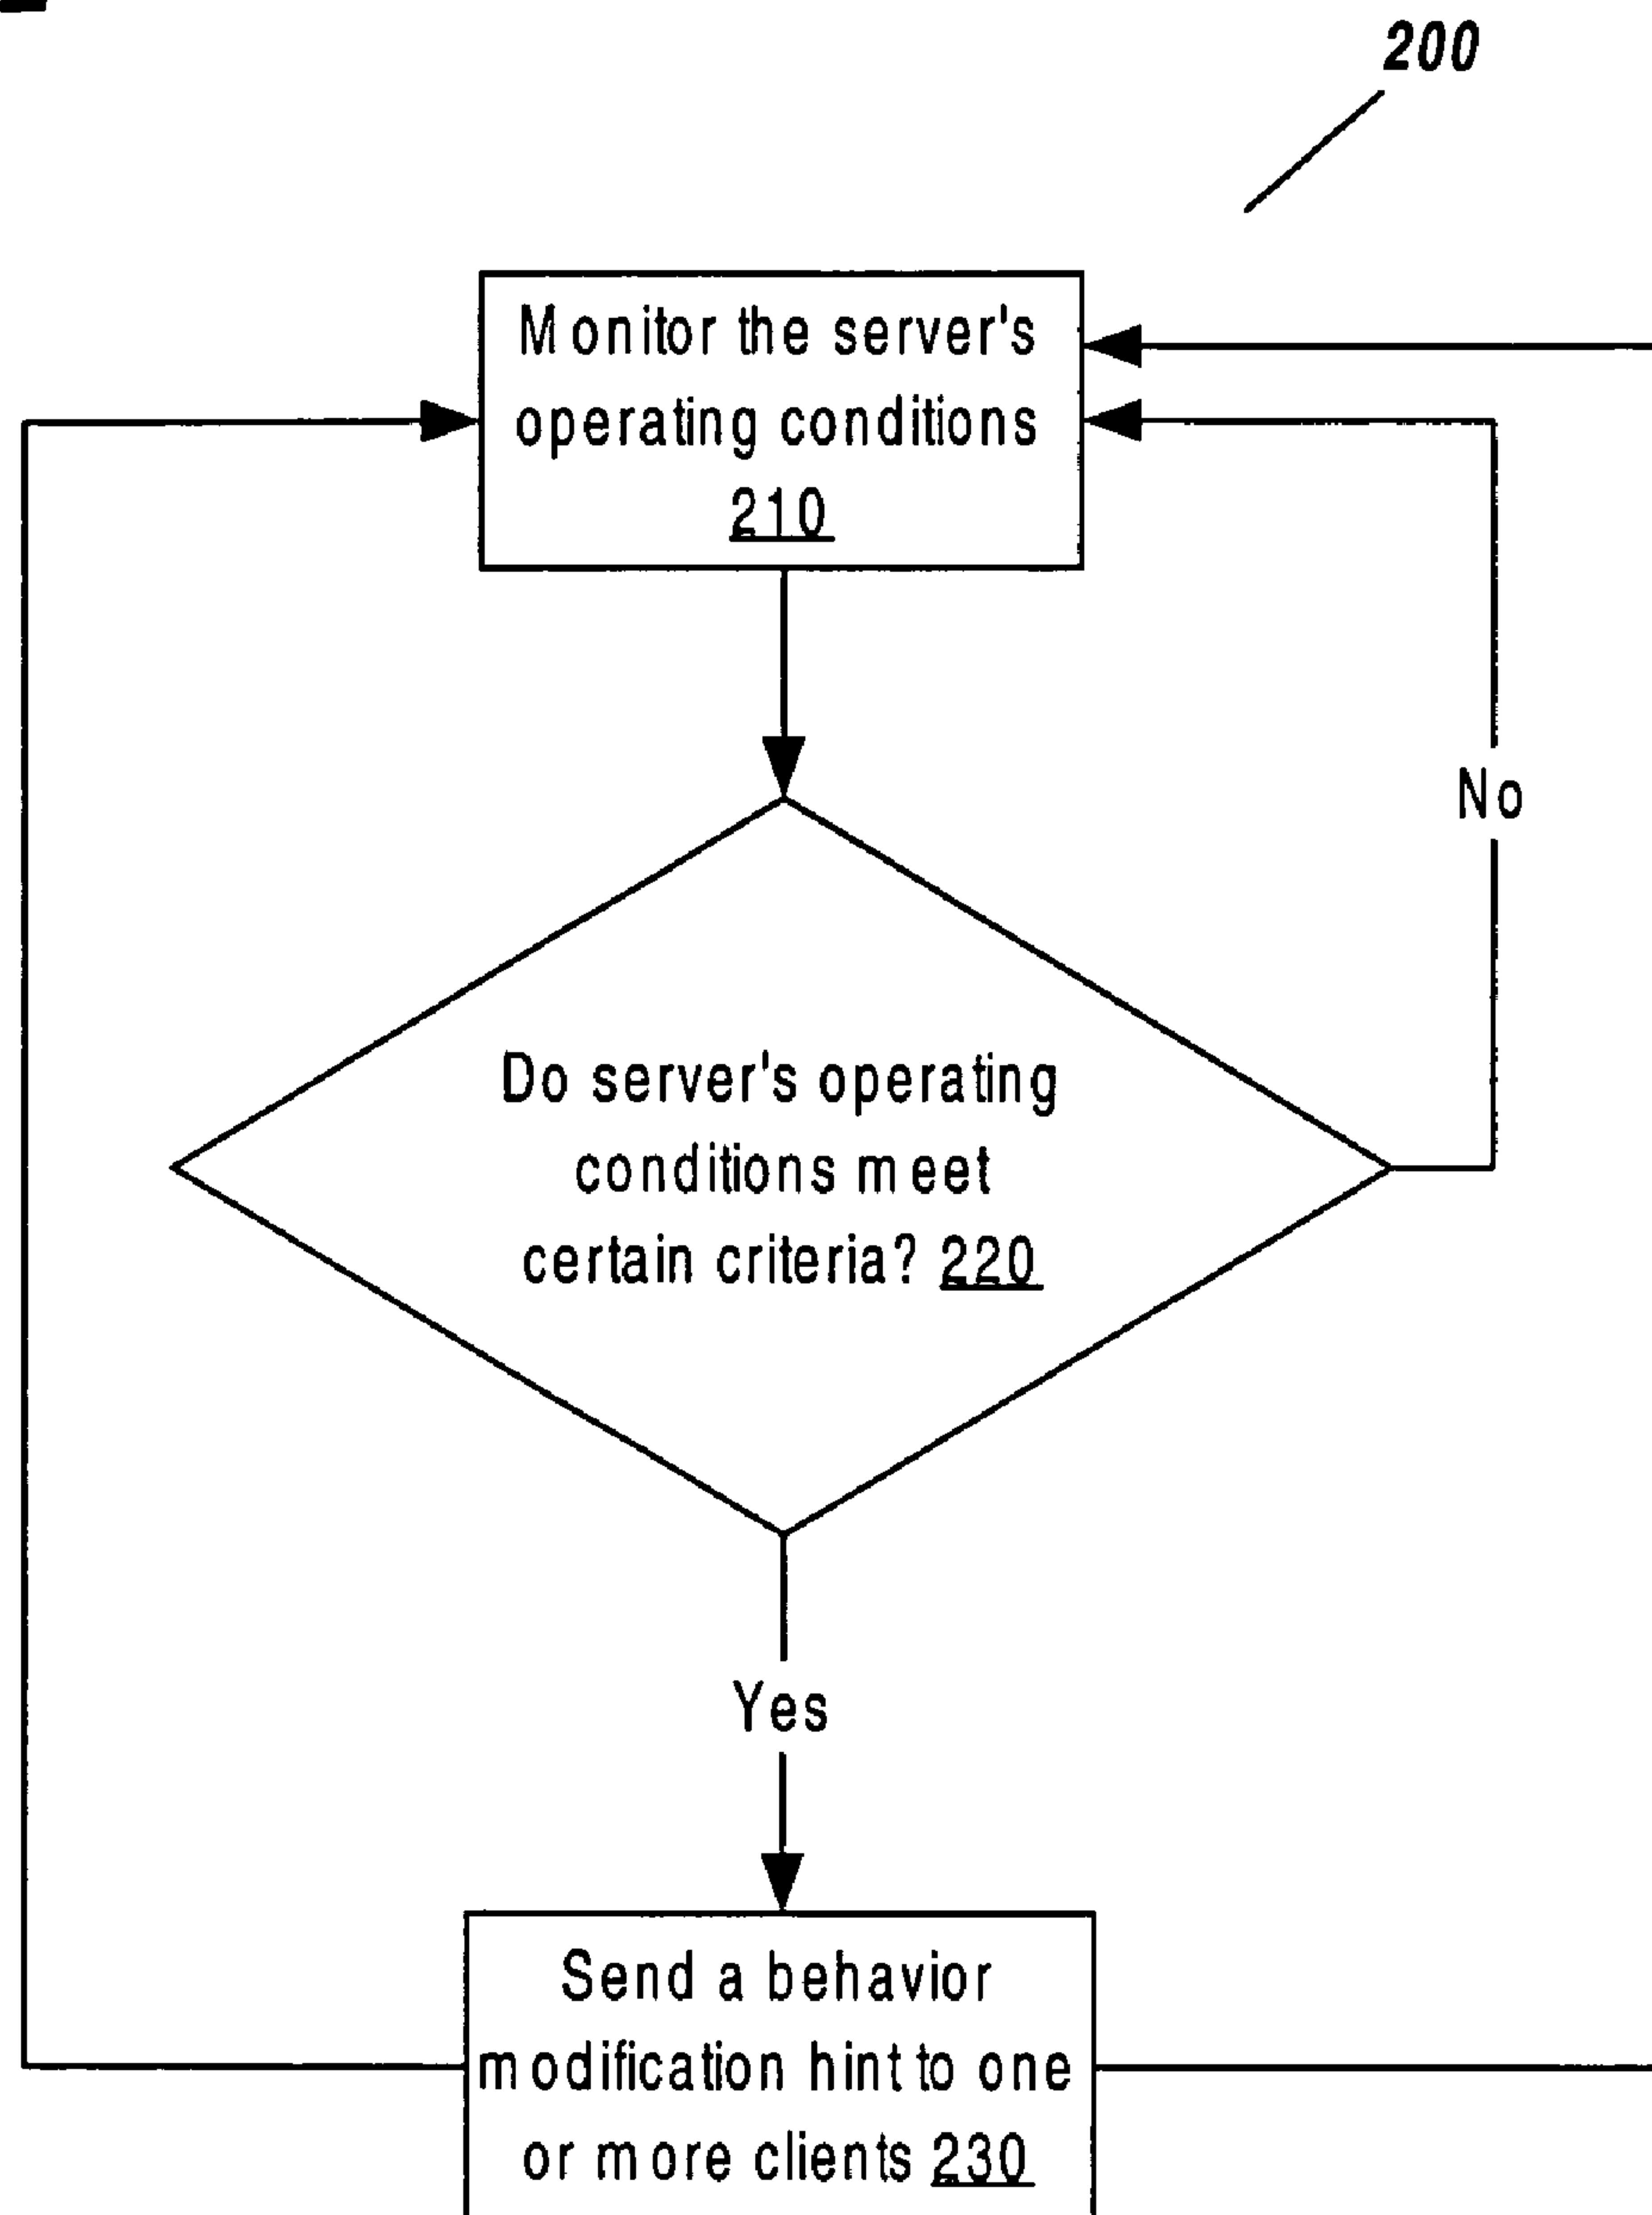 200
Monitor the server's
operating conditions
210
No
Do server's operating
conditions meet
certain criteria? 220
Yes
Send a behavior
modification hint to one
or more clients 230